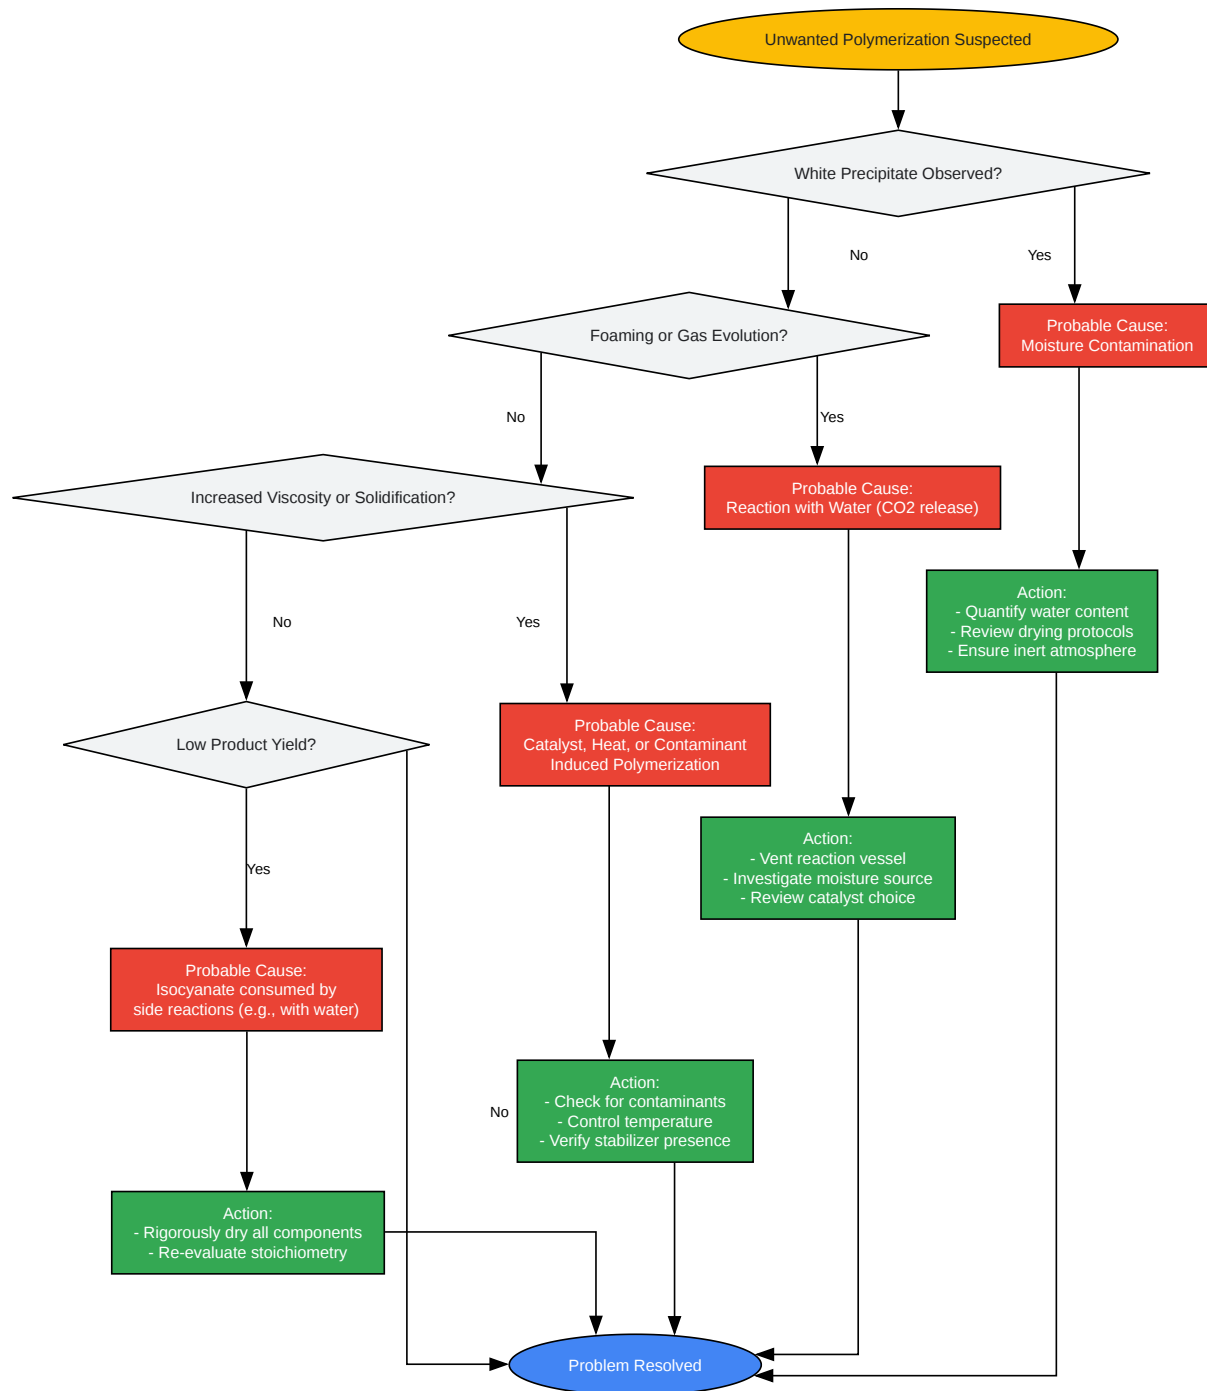 Unwanted Polymerization Suspected
White Precipitate Observed?
No
Yes
Foaming or Gas Evolution?
Probable Cause:
Moisture Contamination
No
Yes
Increased Viscosity or Solidification?
Probable Cause:
Reaction with Water (CO2 release)
Action:
- Quantify water content
- Review drying protocols
- Ensure inert atmosphere
No
Yes
Low Product Yield?
Probable Cause:
Catalyst, Heat, or Contaminant
Induced Polymerization
Action:
- Vent reaction vessel
- Investigate moisture source
- Review catalyst choice
Yes
Probable Cause:
Isocyanate consumed by
side reactions (e.g., with water)
Action:
- Check for contaminants
- Control temperature
- Verify stabilizer presence
No
Action:
- Rigorously dry all components
- Re-evaluate stoichiometry
Problem Resolved